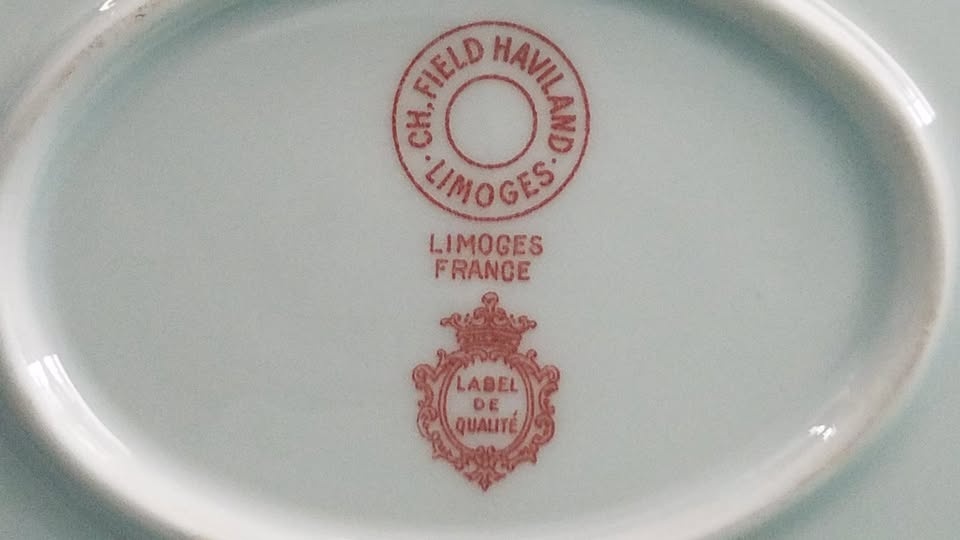 CH. FIELD HAVILAND
· LIMOGES ·
LIMOGES
FRANCE
LABEL
DE
QUALITÉ